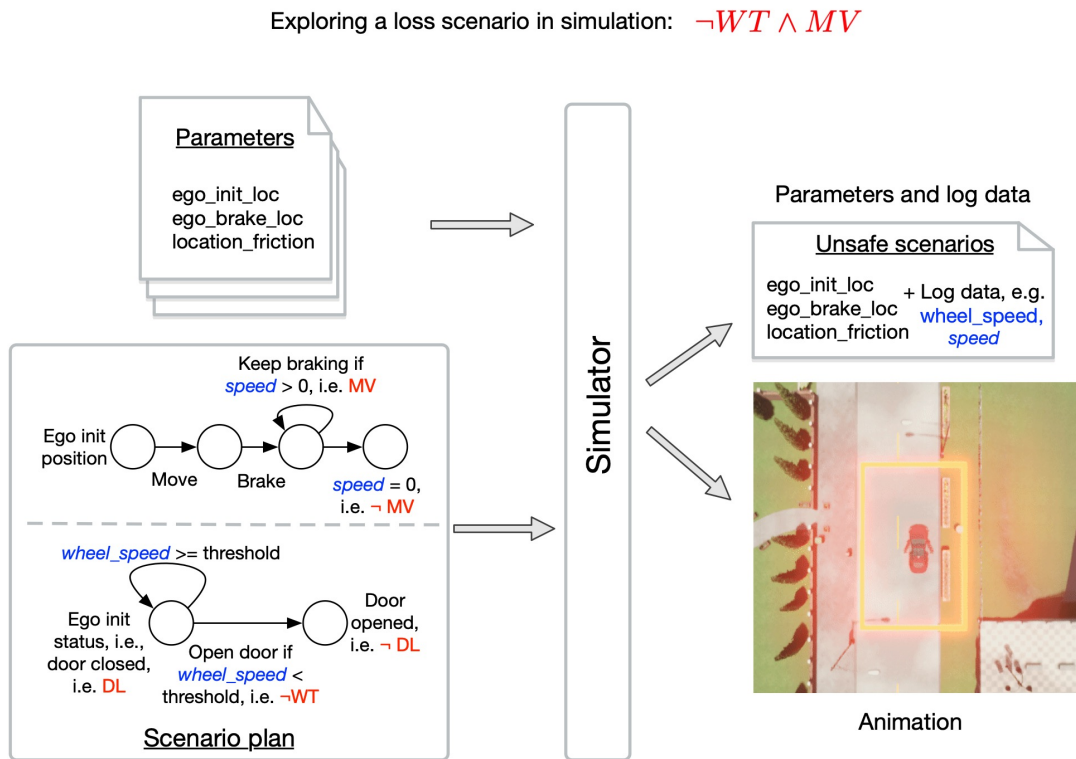 Exploring a loss scenario in simulation: ¬WT ∧ MV
Parameters
ego_init_loc
ego_brake_loc
location_friction
Keep braking if
speed > 0, i.e. MV
Ego init
position
Move
Brake
speed = 0,
i.e. ¬ MV
wheel_speed >= threshold
Ego init
status, i.e.,
door closed,
i.e. DL
Open door if
wheel_speed <
threshold, i.e. ¬WT
Door
opened,
i.e. ¬ DL
Scenario plan
Simulator
Parameters and log data
Unsafe scenarios
ego_init_loc
ego_brake_loc
location_friction
+ Log data, e.g.
wheel_speed,
speed
Animation